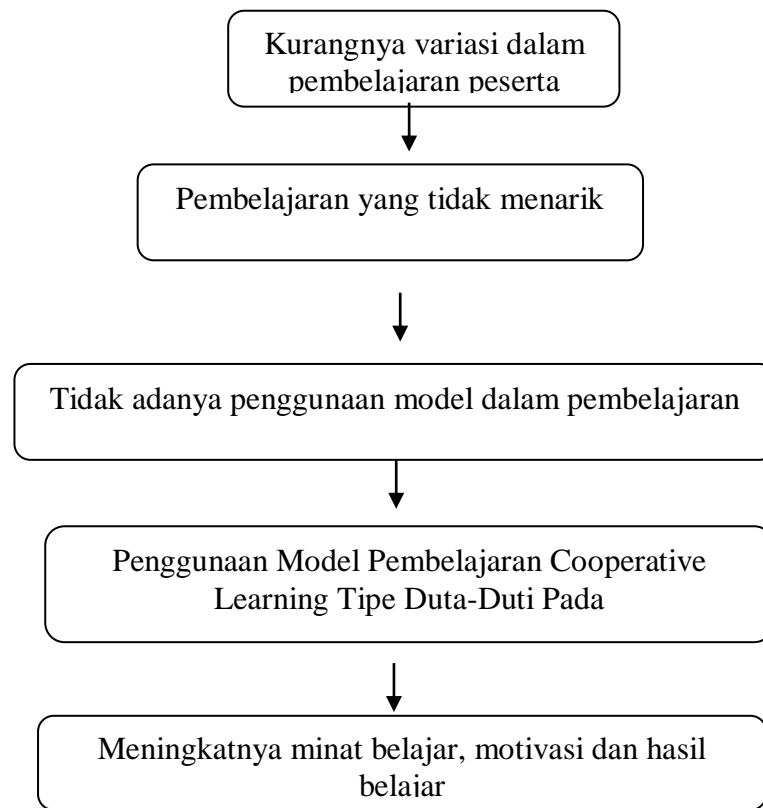 Kurangnya variasi dalam
pembelajaran peserta
Pembelajaran yang tidak menarik
Tidak adanya penggunaan model dalam pembelajaran
Penggunaan Model Pembelajaran Cooperative
Learning Tipe Duta-Duti Pada
Meningkatnya minat belajar, motivasi dan hasil
belajar